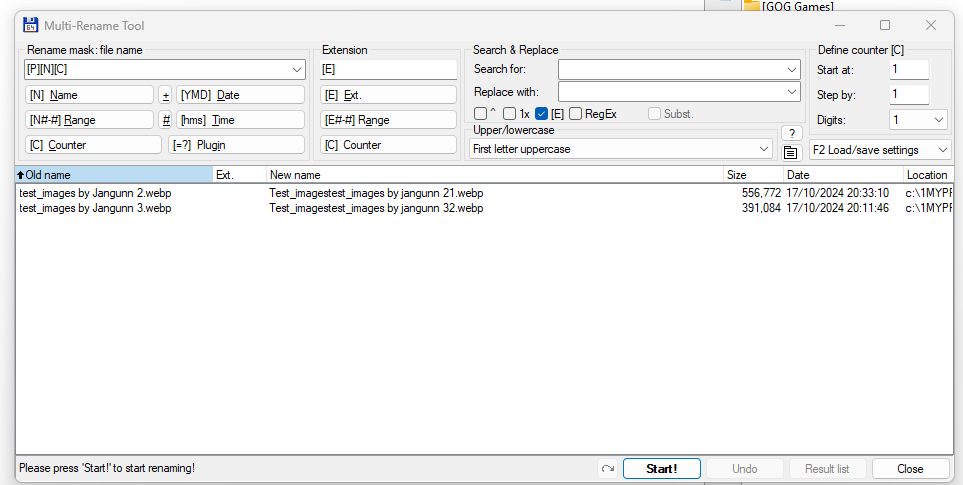 [GOG Games]
64
Multi-Rename Tool
Rename mask: file name
Extension
Search & Replace
Define counter [C]
[P][N][C]
[E]
Search for:
Start at:
1
[N] Name
+
[YMD] Date
[E] Ext.
Replace with:
Step by:
1
[N#-#] Range
#
[hms] Time
[E#-#] Range
^
1x
[E]
RegEx
Subst.
Digits:
1
[C] Counter
[=?] Plugin
[C] Counter
Upper/lowercase
?
First letter uppercase
F2 Load/save settings
Old name
Ext.
New name
Size
Date
Location
test_images by Jangunn 2.webp
Test_imagestest_images by jangunn 21.webp
556,772
17/10/2024 20:33:10
c:\1MYPF
test_images by Jangunn 3.webp
Test_imagestest_images by jangunn 32.webp
391,084
17/10/2024 20:11:46
c:\1MYPF
Please press 'Start!' to start renaming!
Start!
Undo
Result list
Close